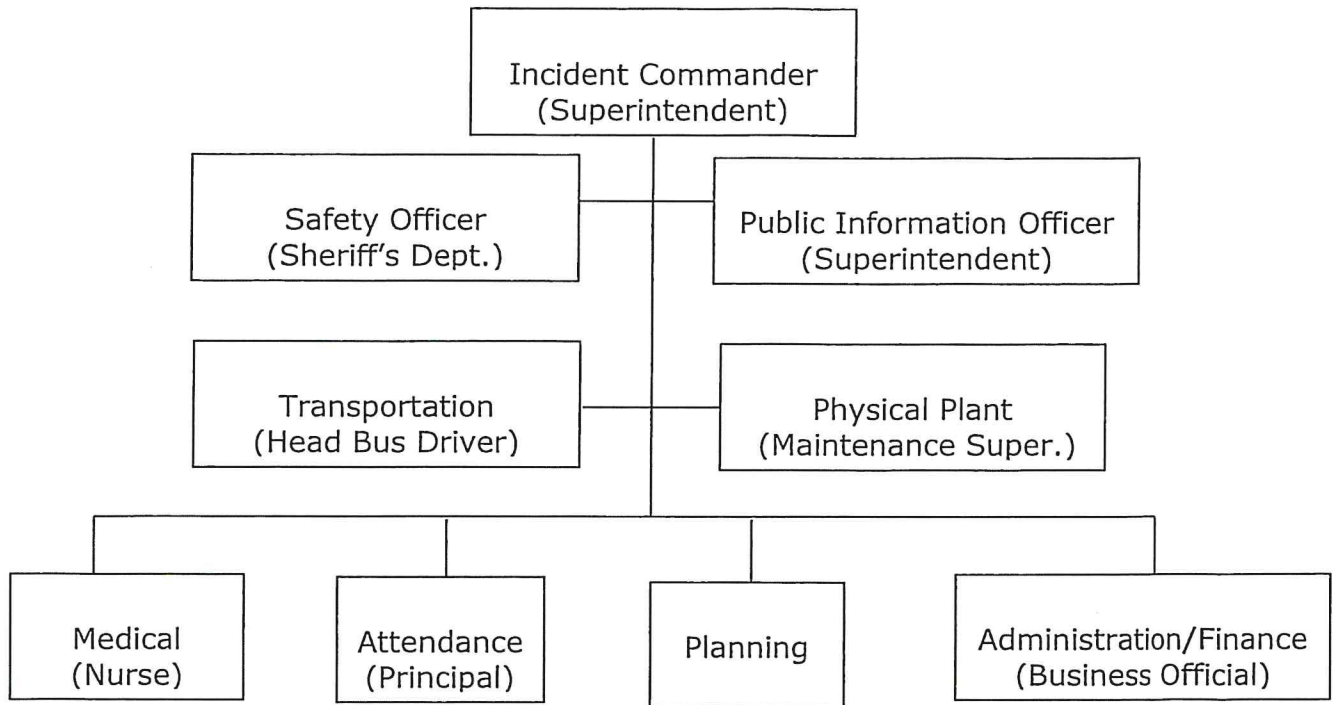 Incident Commander
(Superintendent)
Safety Officer
(Sheriff's Dept.)
Public Information Officer
(Superintendent)
Transportation
(Head Bus Driver)
Physical Plant
(Maintenance Super.)
Medical
(Nurse)
Attendance
(Principal)
Planning
Administration/Finance
(Business Official)